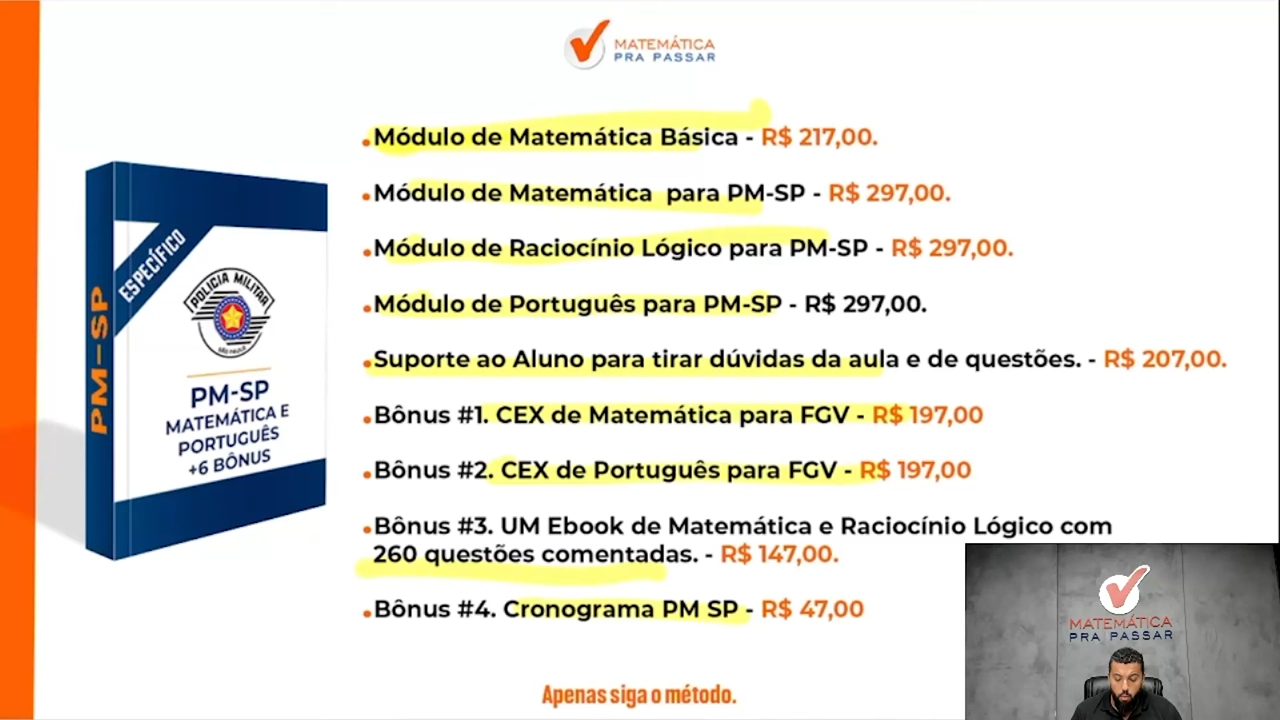 MATEMÁTICA
PRA PASSAR
• Módulo de Matemática Básica - R$ 217,00.
• Módulo de Matemática para PM-SP - R$ 297,00.
• Módulo de Raciocínio Lógico para PM-SP - R$ 297,00.
• Módulo de Português para PM-SP - R$ 297,00.
• Suporte ao Aluno para tirar dúvidas da aula e de questões. - R$ 207,00.
• Bônus #1. CEX de Matemática para FGV - R$ 197,00
• Bônus #2. CEX de Português para FGV - R$ 197,00
• Bônus #3. UM Ebook de Matemática e Raciocínio Lógico com
260 questões comentadas. - R$ 147,00.
• Bônus #4. Cronograma PM SP - R$ 47,00
Apenas siga o método.
PM-SP
ESPECÍFICO
POLICIA MILITAR
SÃO PAULO
PM-SP
MATEMÁTICA E
PORTUGUÊS
+6 BÔNUS
MATEMÁTICA
PRA PASSAR